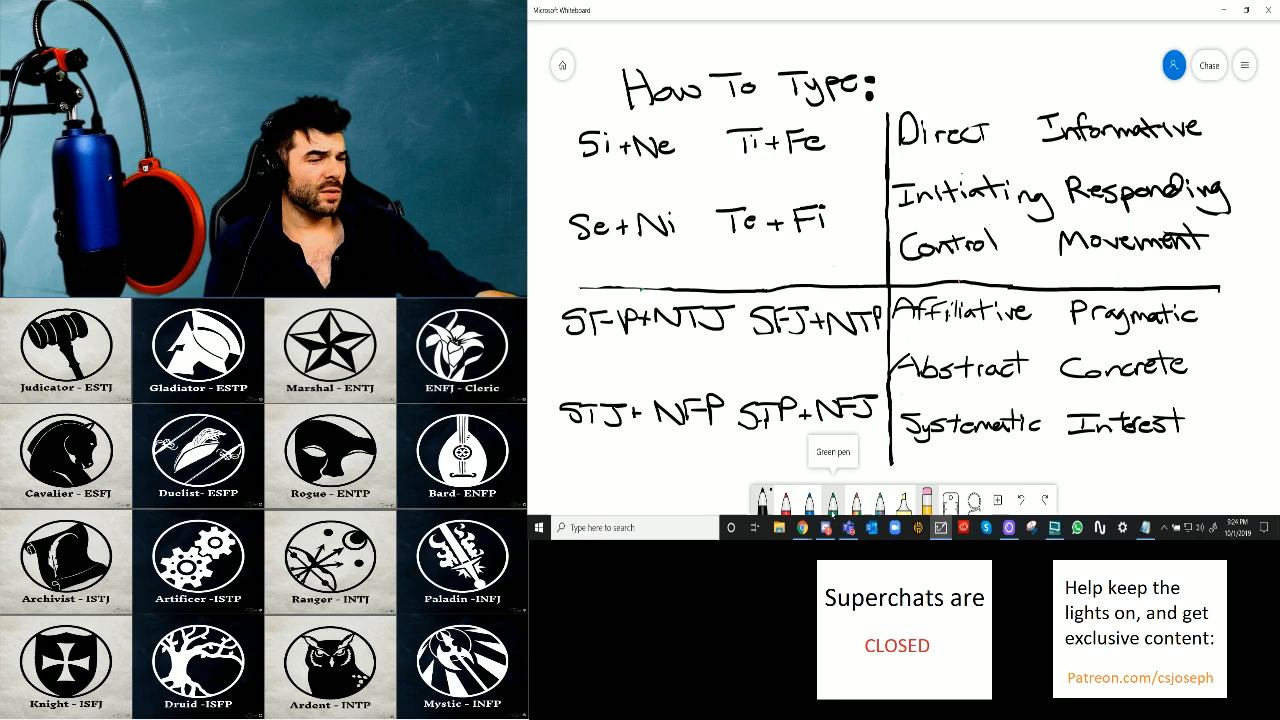 Microsoft Whiteboard
Chase
How To Type:
Si+Ne Ti+Fe
Se+Ni Te+Fi
SFP+NTJ SFJ+NTP
STJ+NFP STP+NFJ
Direct Informative
Initiating Responding
Control Movement
Affiliative Pragmatic
Abstract Concrete
Systematic Interest
Green pen
Type here to search
9:24 PM
10/1/2019
Judicator - ESTJ
Gladiator - ESTP
Marshal - ENTJ
ENFJ - Cleric
Cavalier - ESFJ
Duelist- ESFP
Rogue - ENTP
Bard- ENFP
Archivist - ISTJ
Artificer -ISTP
Ranger - INTJ
Paladin -INFJ
Knight - ISFJ
Druid -ISFP
Ardent - INTP
Mystic - INFP
Superchats are
CLOSED
Help keep the
lights on, and get
exclusive content:
Patreon.com/csjoseph